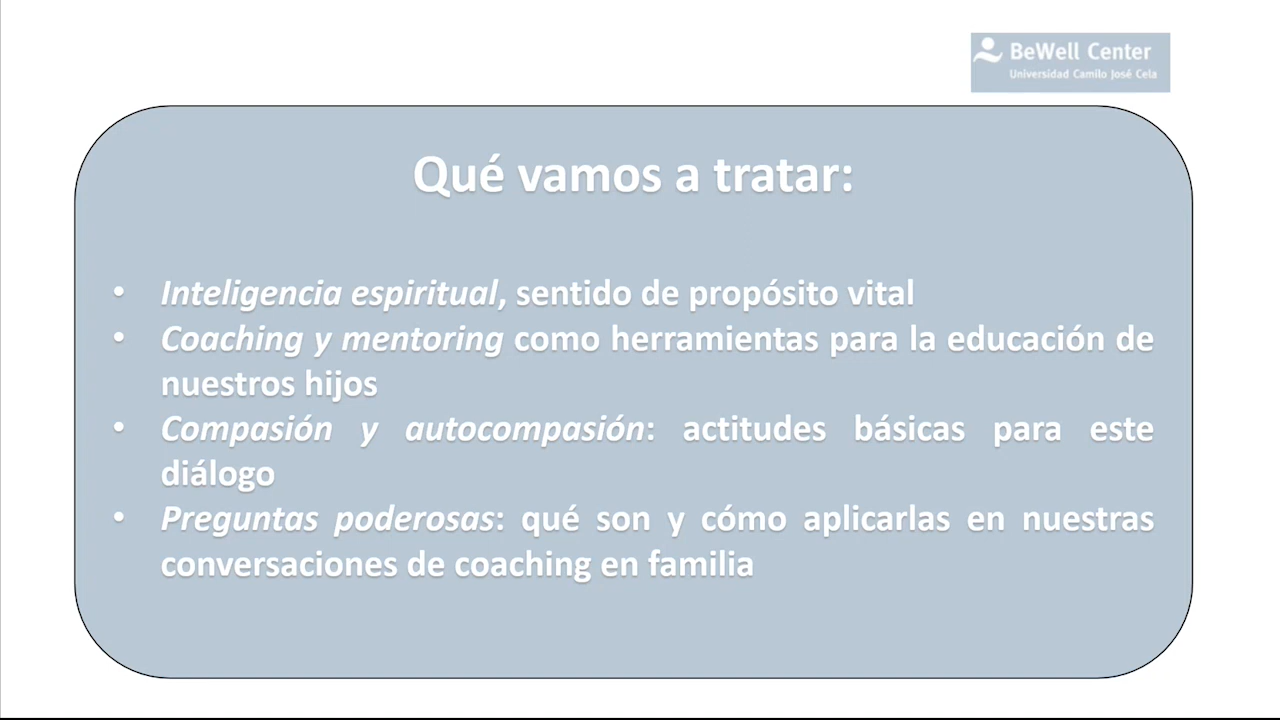 BeWell Center
Universidad Camilo José Cela
Qué vamos a tratar:
• Inteligencia espiritual, sentido de propósito vital
• Coaching y mentoring como herramientas para la educación de
nuestros hijos
• Compasión y autocompasión: actitudes básicas para este
diálogo
• Preguntas poderosas: qué son y cómo aplicarlas en nuestras
conversaciones de coaching en familia